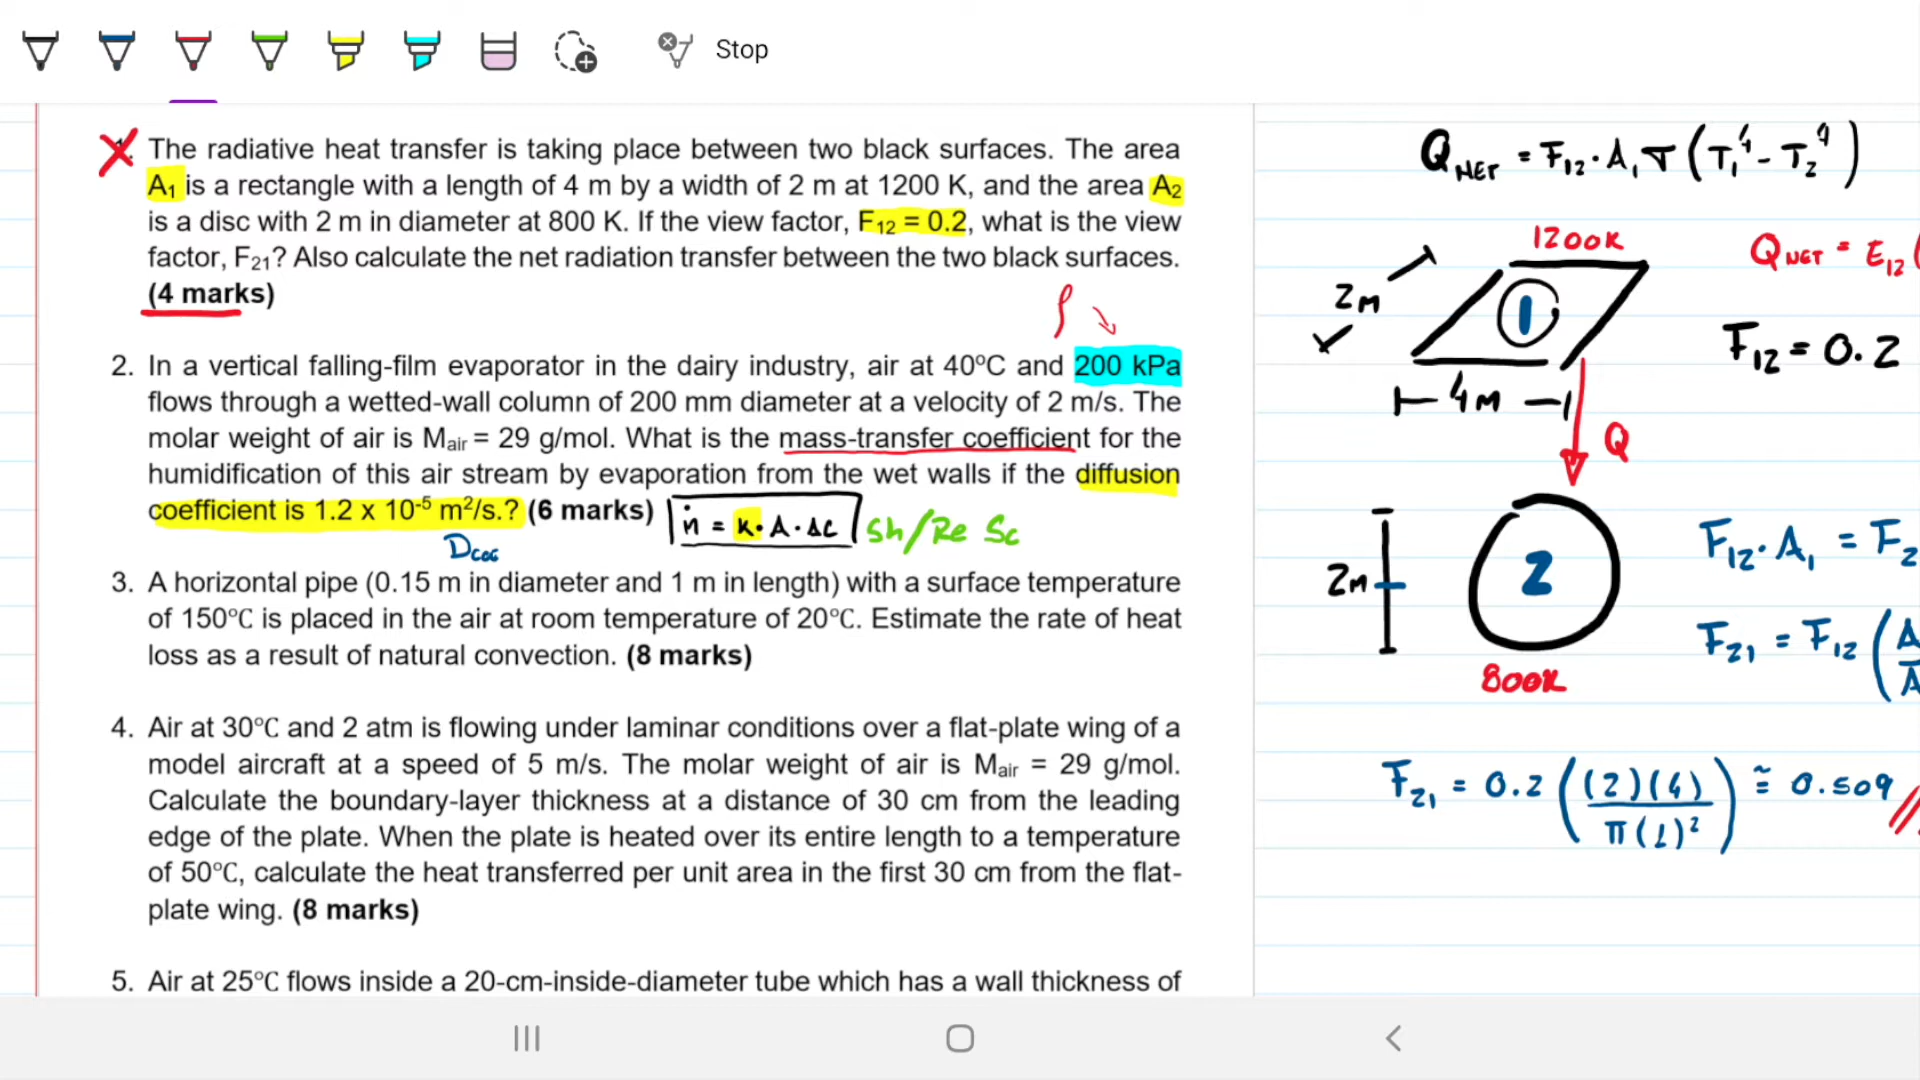 Stop
1. The radiative heat transfer is taking place between two black surfaces. The area
A1 is a rectangle with a length of 4 m by a width of 2 m at 1200 K, and the area A2
is a disc with 2 m in diameter at 800 K. If the view factor, F12 = 0.2, what is the view
factor, F21? Also calculate the net radiation transfer between the two black surfaces.
(4 marks)
ρ
2. In a vertical falling-film evaporator in the dairy industry, air at 40ºC and 200 kPa
flows through a wetted-wall column of 200 mm diameter at a velocity of 2 m/s. The
molar weight of air is Mair = 29 g/mol. What is the mass-transfer coefficient for the
humidification of this air stream by evaporation from the wet walls if the diffusion
coefficient is 1.2 x 10⁻⁵ m²/s.? (6 marks)
ṅ = K · A · ΔC
Sh/Re Sc
3. A horizontal pipe (0.15 m in diameter and 1 m in length) with a surface temperature
of 150℃ is placed in the air at room temperature of 20℃. Estimate the rate of heat
loss as a result of natural convection. (8 marks)
4. Air at 30℃ and 2 atm is flowing under laminar conditions over a flat-plate wing of a
model aircraft at a speed of 5 m/s. The molar weight of air is Mair = 29 g/mol.
Calculate the boundary-layer thickness at a distance of 30 cm from the leading
edge of the plate. When the plate is heated over its entire length to a temperature
of 50℃, calculate the heat transferred per unit area in the first 30 cm from the flat-
plate wing. (8 marks)
5. Air at 25℃ flows inside a 20-cm-inside-diameter tube which has a wall thickness of
QNET = F12 · A1 σ (T1⁴ - T2⁴)
1200K
QNET = E12 (
2M
1
F12 = 0.2
4M
Q
2M
2
F12 · A1 = F2
F21 = F12 (A
A
800K
F21 = 0.2 ((2)(4) / π(1)²) ≅ 0.509 //